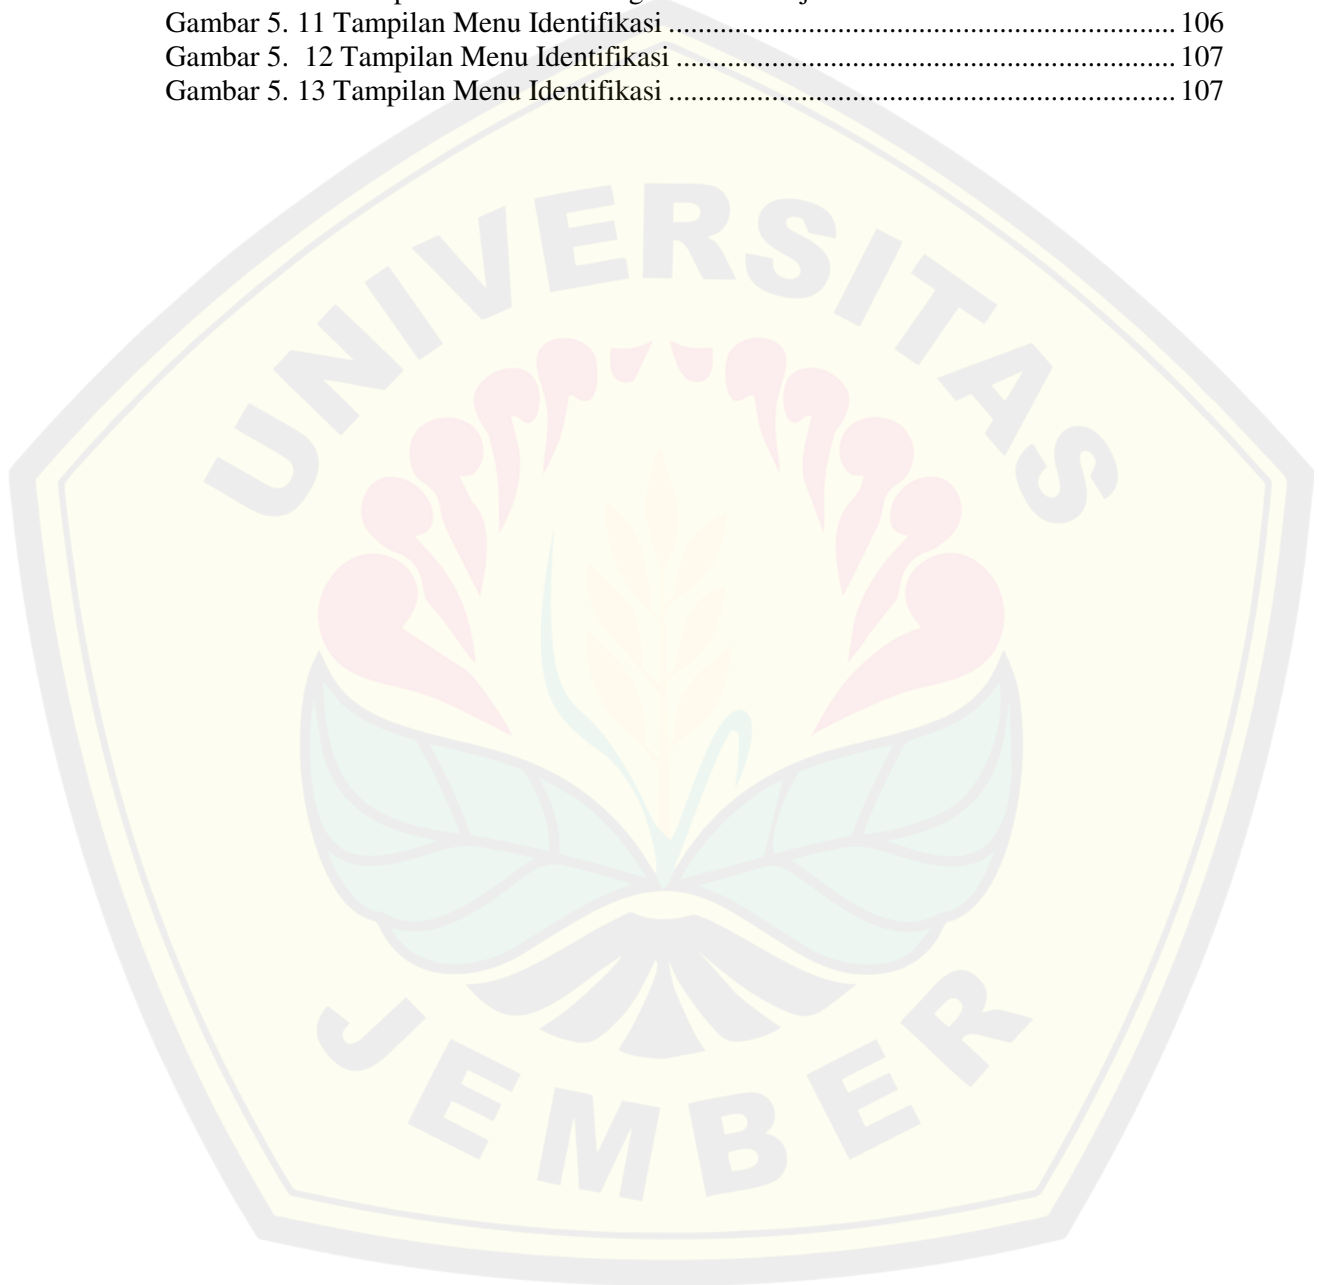 Gambar 5. 11 Tampilan Menu Identifikasi ..................................................................... 106
Gambar 5.  12 Tampilan Menu Identifikasi .................................................................... 107
Gambar 5. 13 Tampilan Menu Identifikasi ..................................................................... 107
UNIVERSITAS
JEMBER